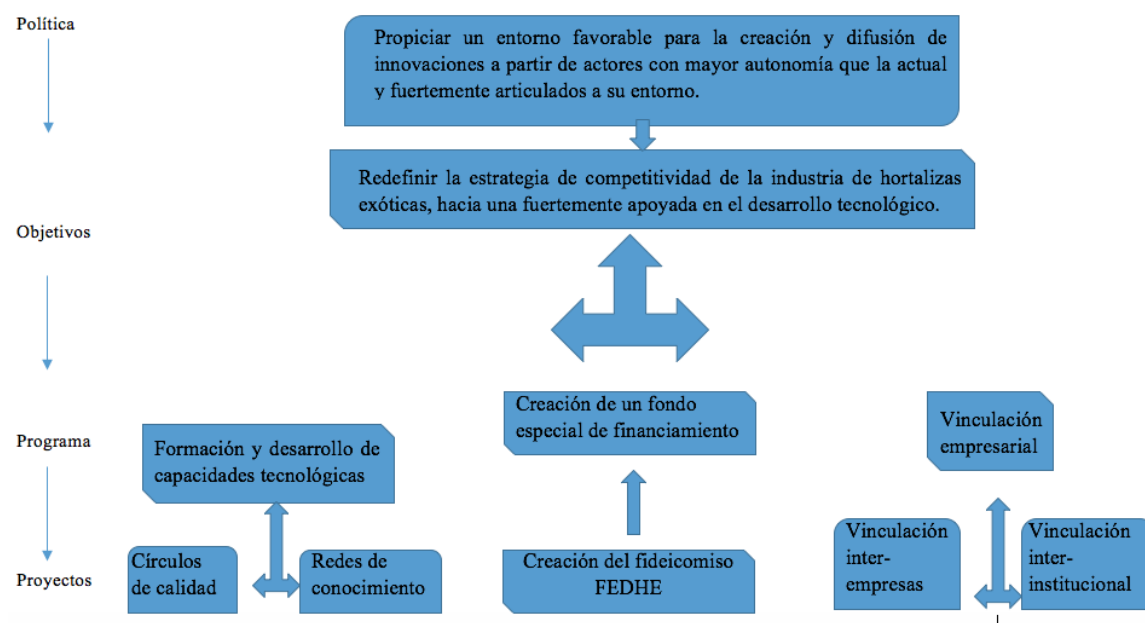 Política
Propiciar un entorno favorable para la creación y difusión de
innovaciones a partir de actores con mayor autonomía que la actual
y fuertemente articulados a su entorno.
Redefinir la estrategia de competitividad de la industria de hortalizas
exóticas, hacia una fuertemente apoyada en el desarrollo tecnológico.
Objetivos
Programa
Formación y desarrollo de
capacidades tecnológicas
Creación de un fondo
especial de financiamiento
Vinculación
empresarial
Proyectos
Círculos
de calidad
Redes de
conocimiento
Creación del fideicomiso
FEDHE
Vinculación
inter-
empresas
Vinculación
inter-
institucional